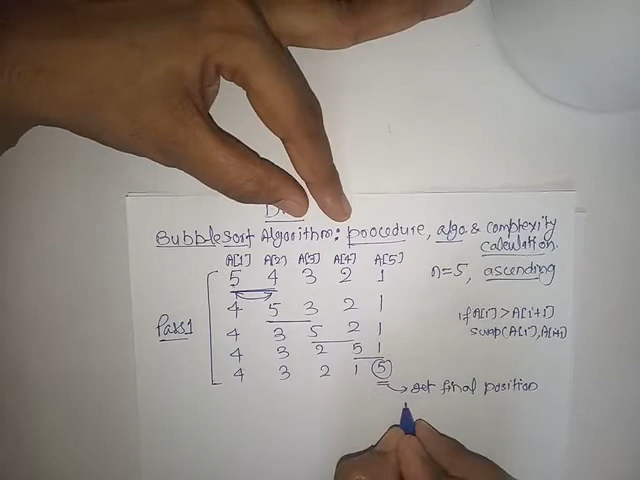 Bubble Sort Algorithm: procedure, algo. & complexity
calculation.
A[1] A[2] A[3] A[4] A[5]
5 4 3 2 1
n=5, ascending
4 5 3 2 1
if A[i] > A[i+1]
swap(A[i], A[i+1])
Pass1
4 3 5 2 1
4 3 2 5 1
4 3 2 1 5
get final position